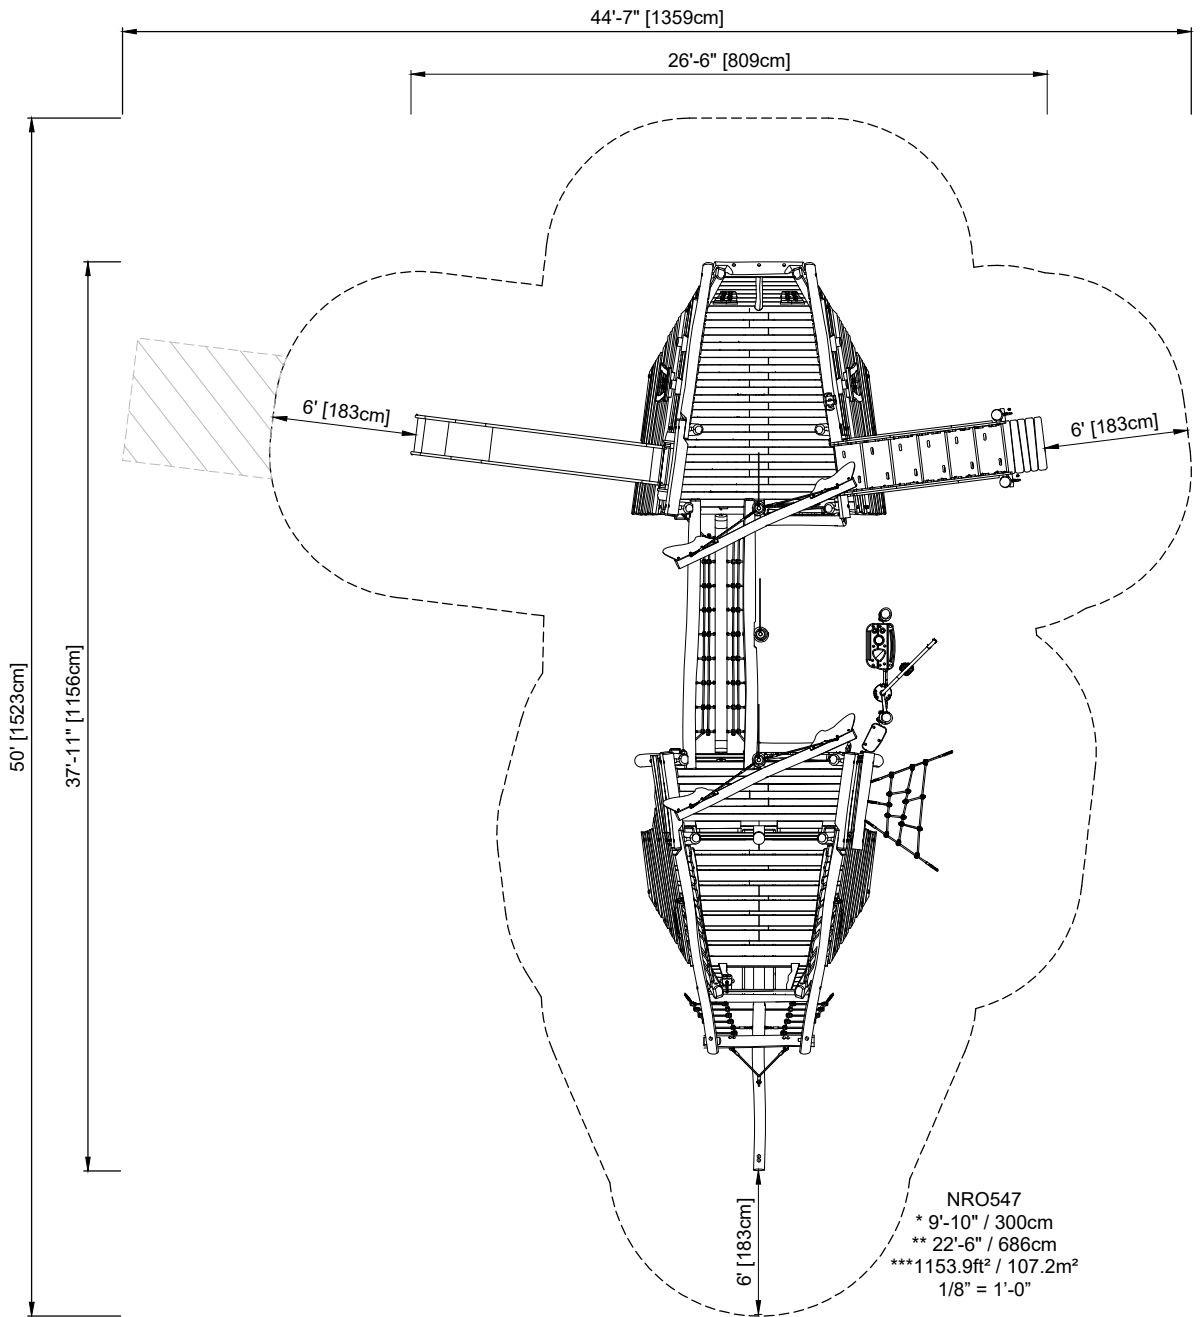 44'-7" [1359cm]
26'-6" [809cm]
50' [1523cm]
37'-11" [1156cm]
6' [183cm]
6' [183cm]
6' [183cm]
NRO547
* 9'-10" / 300cm
** 22'-6" / 686cm
***1153.9ft² / 107.2m²
1/8” = 1’-0”